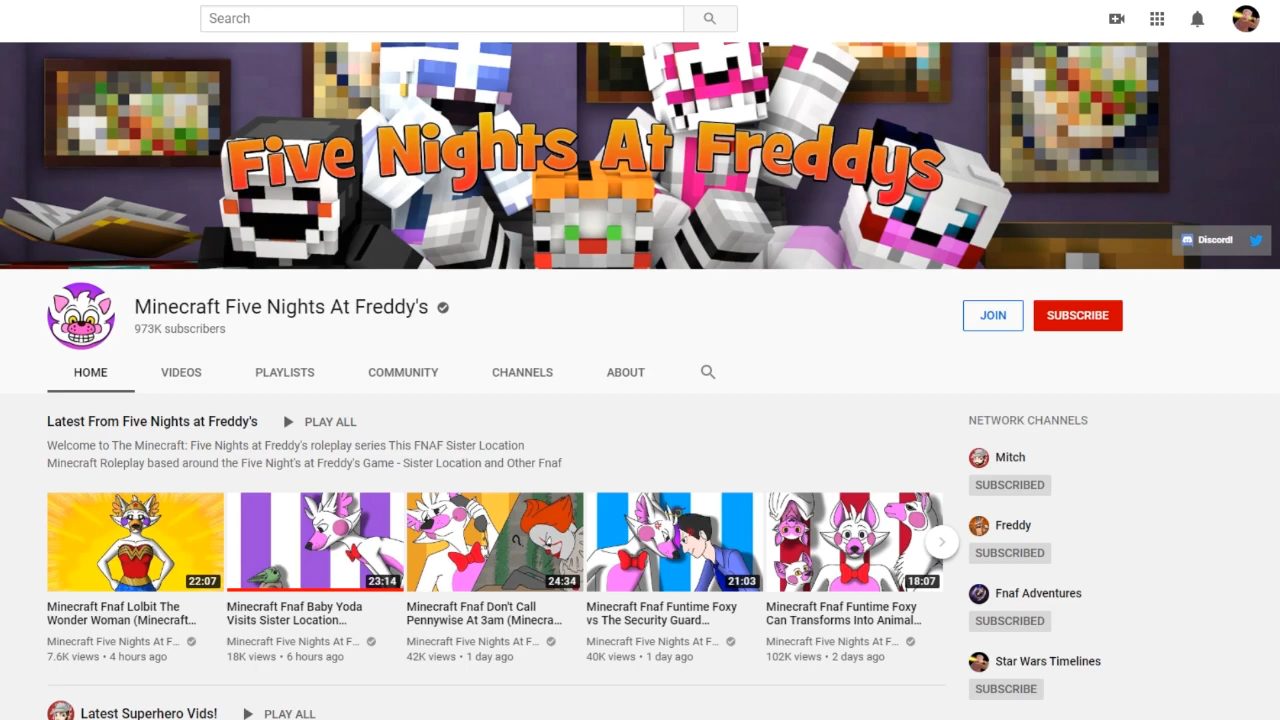 Search
Five Nights At Freddys
Discord!
Minecraft Five Nights At Freddy's
973K subscribers
JOIN
SUBSCRIBE
HOME
VIDEOS
PLAYLISTS
COMMUNITY
CHANNELS
ABOUT
Latest From Five Nights at Freddy's
PLAY ALL
Welcome to The Minecraft: Five Nights at Freddy's roleplay series This FNAF Sister Location
Minecraft Roleplay based around the Five Night's at Freddy's Game - Sister Location and Other Fnaf
22:07
Minecraft Fnaf Lolbit The
Wonder Woman (Minecraft...
Minecraft Five Nights At F...
7.6K views • 4 hours ago
23:14
Minecraft Fnaf Baby Yoda
Visits Sister Location...
Minecraft Five Nights At F...
18K views • 6 hours ago
24:34
Minecraft Fnaf Don't Call
Pennywise At 3am (Minecra...
Minecraft Five Nights At F...
42K views • 1 day ago
21:03
Minecraft Fnaf Funtime Foxy
vs The Security Guard...
Minecraft Five Nights At F...
40K views • 1 day ago
18:07
Minecraft Fnaf Funtime Foxy
Can Transforms Into Animal...
Minecraft Five Nights At F...
102K views • 2 days ago
Latest Superhero Vids!
PLAY ALL
NETWORK CHANNELS
Mitch
SUBSCRIBED
Freddy
SUBSCRIBED
Fnaf Adventures
SUBSCRIBED
Star Wars Timelines
SUBSCRIBE